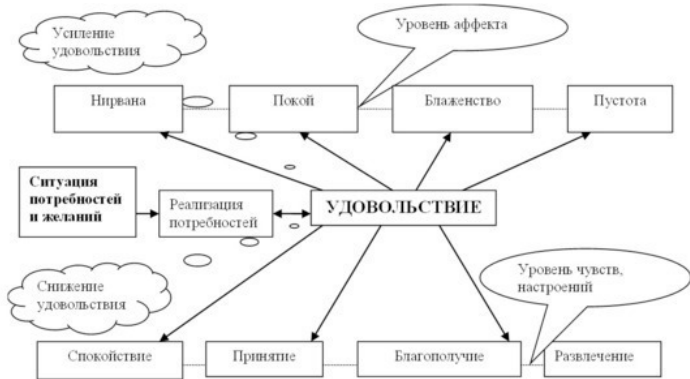 Усиление
удовольствия
Уровень аффекта
Нирвана
Покой
Блаженство
Пустота
Ситуация
потребностей
и желаний
Реализация
потребностей
УДОВОЛЬСТВИЕ
Снижение
удовольствия
Уровень чувств,
настроений
Спокойствие
Принятие
Благополучие
Развлечение